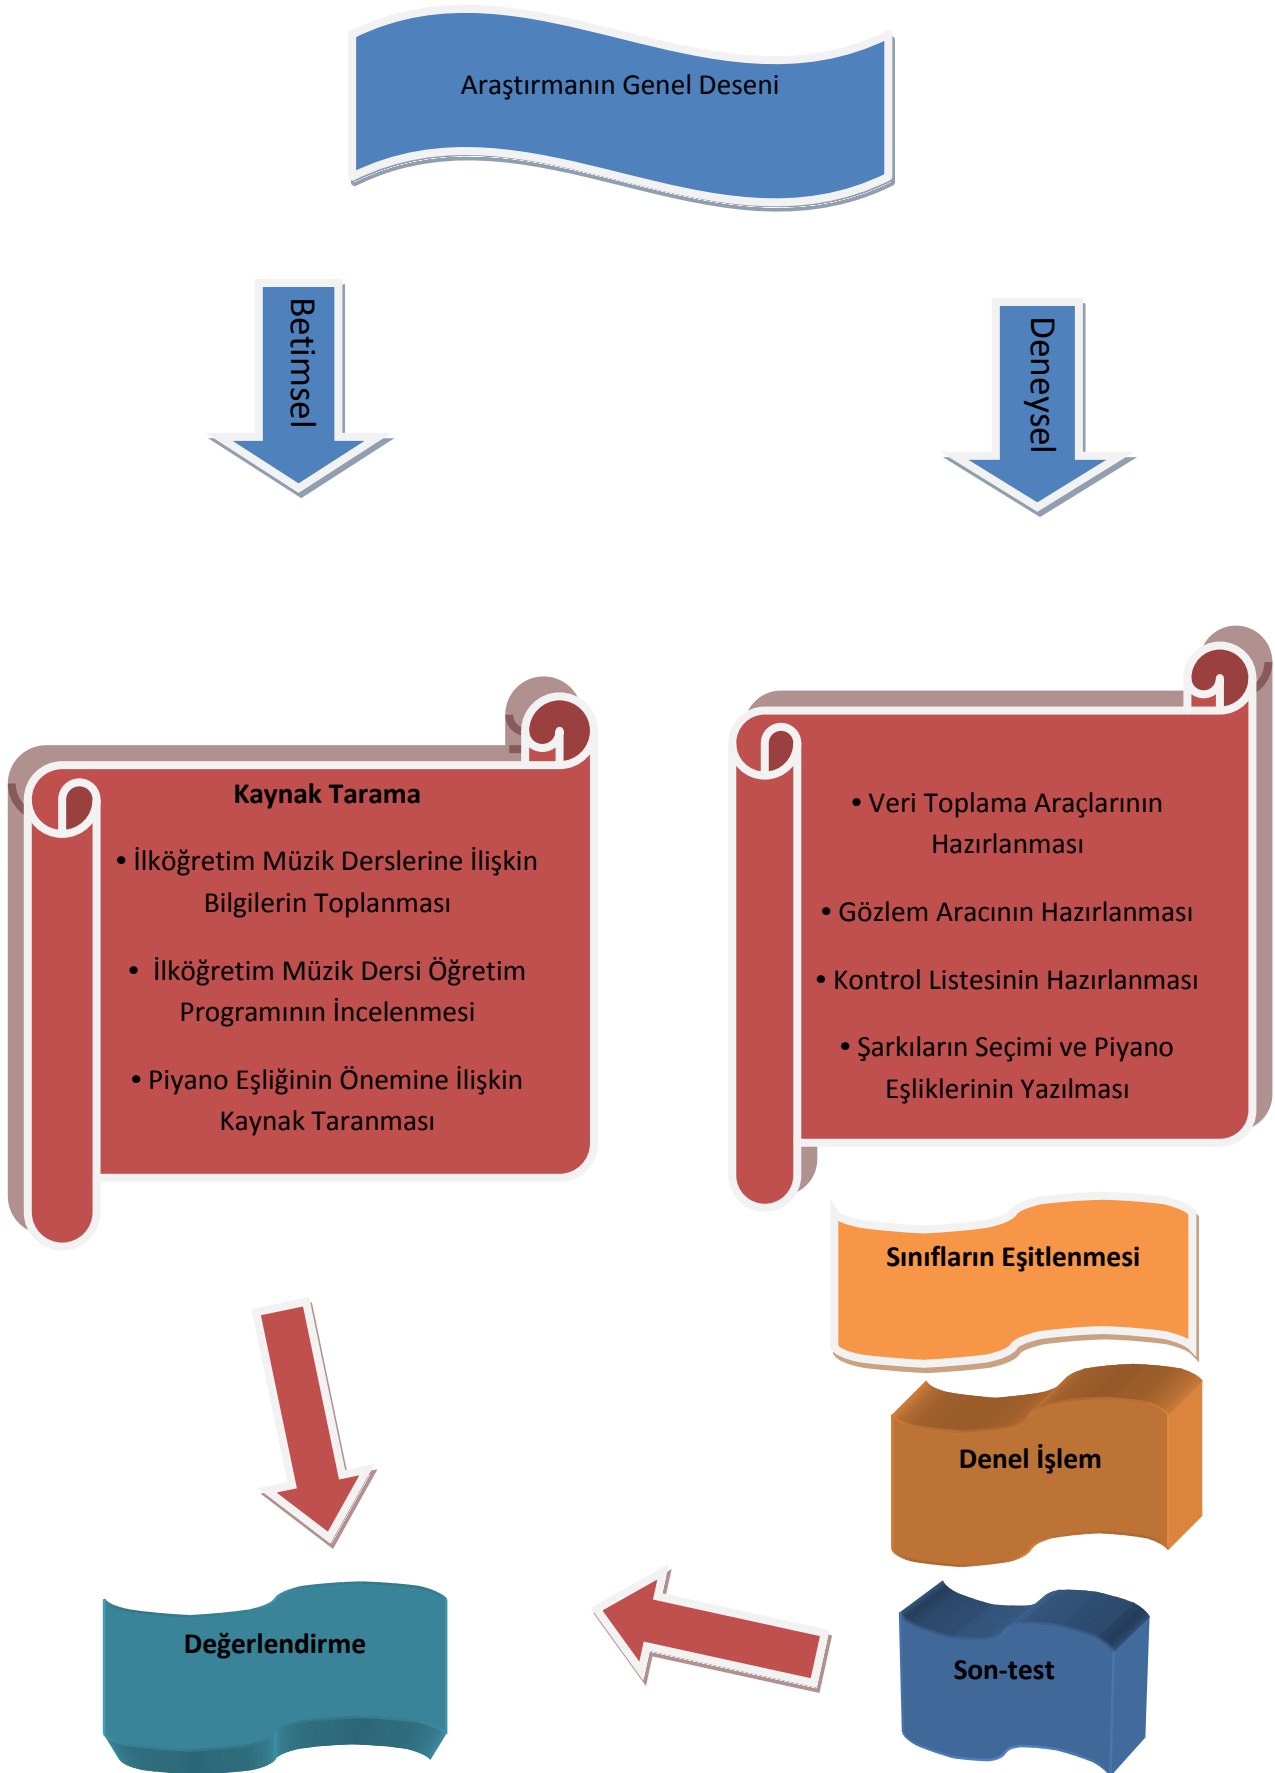 Araştırmanın Genel Deseni
Betimsel
Deneysel
Kaynak Tarama
• İlköğretim Müzik Derslerine İlişkin
Bilgilerin Toplanması
• İlköğretim Müzik Dersi Öğretim
Programının İncelenmesi
• Piyano Eşliğinin Önemine İlişkin
Kaynak Taranması
• Veri Toplama Araçlarının
Hazırlanması
• Gözlem Aracının Hazırlanması
• Kontrol Listesinin Hazırlanması
• Şarkıların Seçimi ve Piyano
Eşliklerinin Yazılması
Sınıfların Eşitlenmesi
Denel İşlem
Son-test
Değerlendirme